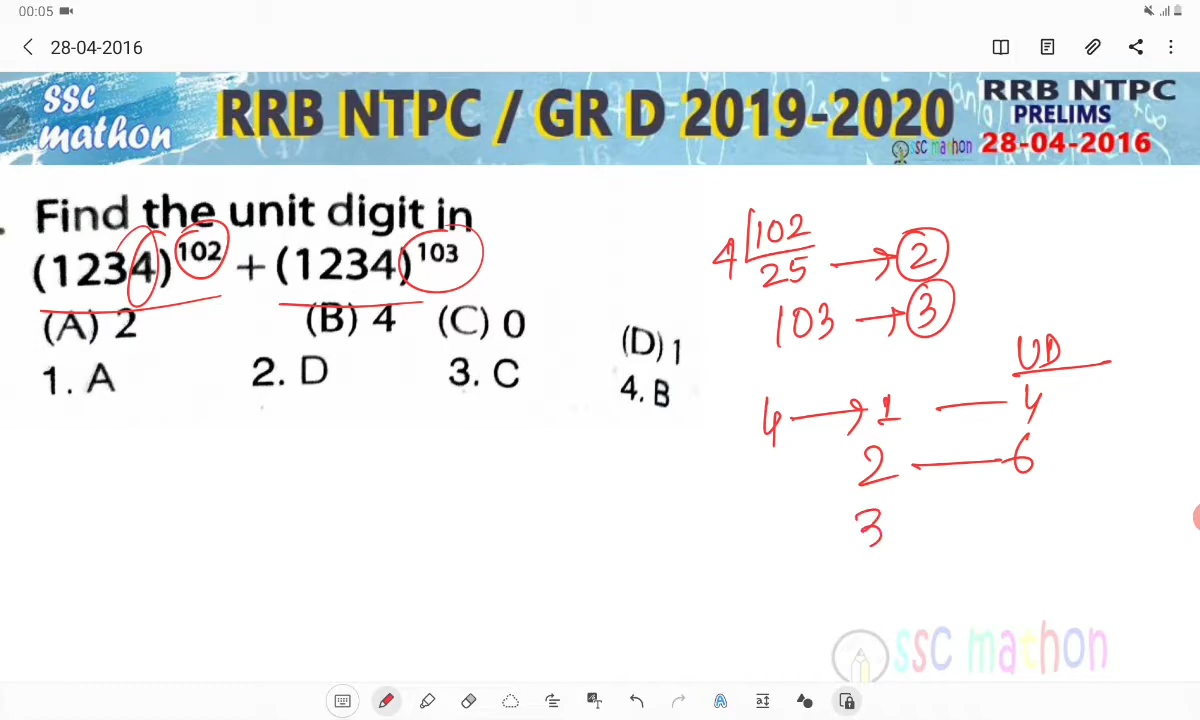 00:05
28-04-2016
SSC mathon
RRB NTPC / GR D 2019-2020
SSC mathon
RRB NTPC
PRELIMS
28-04-2016
Find the unit digit in
(1234)^102 + (1234)^103
(A) 2 (B) 4 (C) 0 (D) 1
1. A 2. D 3. C 4. B
4 102
25 → 2
103 → 3
UD
4 → 1 — 4
2 — 6
3
SSC mathon